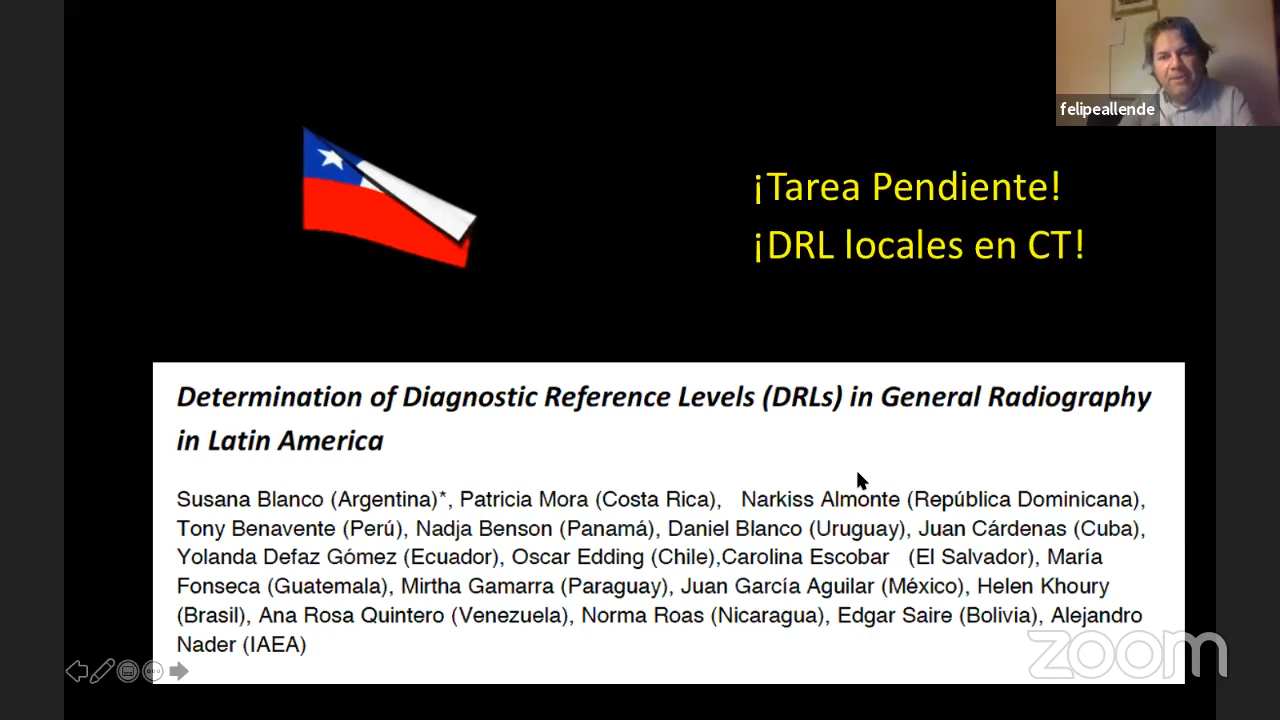 felipeallende
¡Tarea Pendiente!
¡DRL locales en CT!
Determination of Diagnostic Reference Levels (DRLs) in General Radiography
in Latin America
Susana Blanco (Argentina)*, Patricia Mora (Costa Rica), Narkiss Almonte (República Dominicana),
Tony Benavente (Perú), Nadja Benson (Panamá), Daniel Blanco (Uruguay), Juan Cárdenas (Cuba),
Yolanda Defaz Gómez (Ecuador), Oscar Edding (Chile),Carolina Escobar (El Salvador), María
Fonseca (Guatemala), Mirtha Gamarra (Paraguay), Juan García Aguilar (México), Helen Khoury
(Brasil), Ana Rosa Quintero (Venezuela), Norma Roas (Nicaragua), Edgar Saire (Bolivia), Alejandro
Nader (IAEA)
zoom